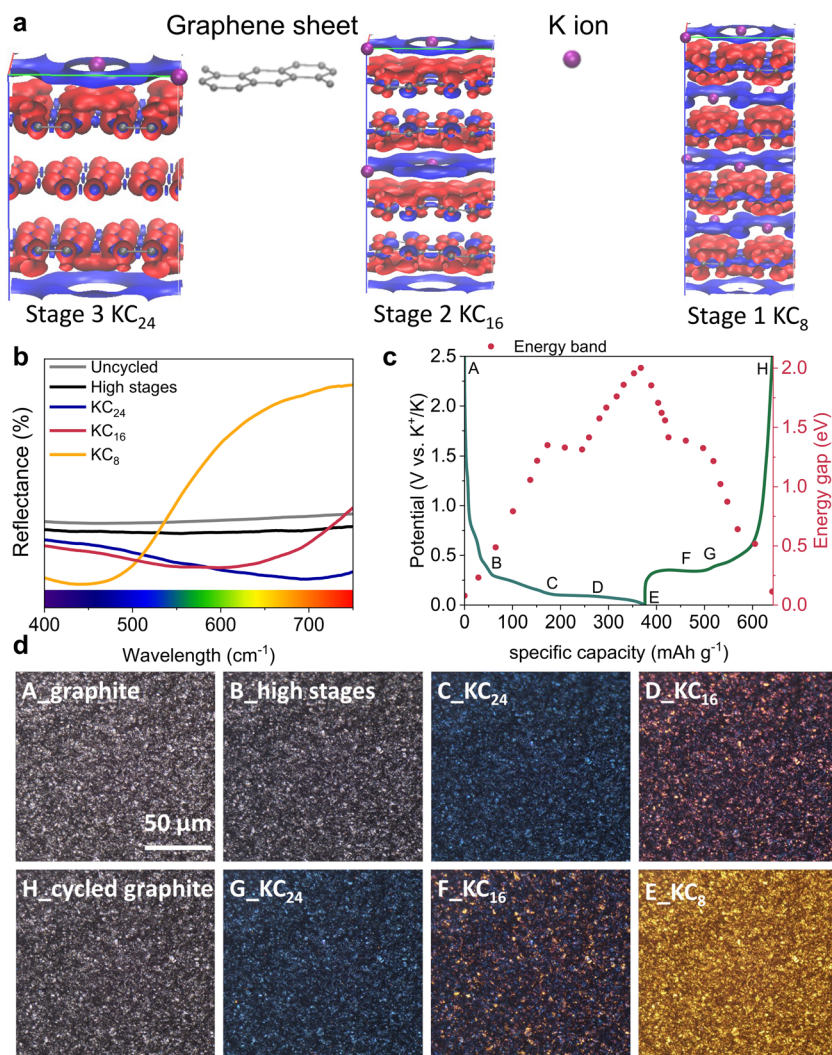 a
Graphene sheet
K ion
Stage 3 KC24
Stage 2 KC16
Stage 1 KC8
b
Uncycled
High stages
KC24
KC16
KC8
Reflectance (%)
400 500 600 700
Wavelength (cm-1)
c
Energy band
A
H
B
C
D
E
F
G
2.5
2.0
1.5
1.0
0.5
0.0
Potential (V vs. K+/K)
0 100 200 300 400 500 600
specific capacity (mAh g-1)
2.0
1.5
1.0
0.5
0.0
Energy gap (eV)
d
A_graphite
B_high stages
C_KC24
D_KC16
50 μm
H_cycled graphite
G_KC24
F_KC16
E_KC8